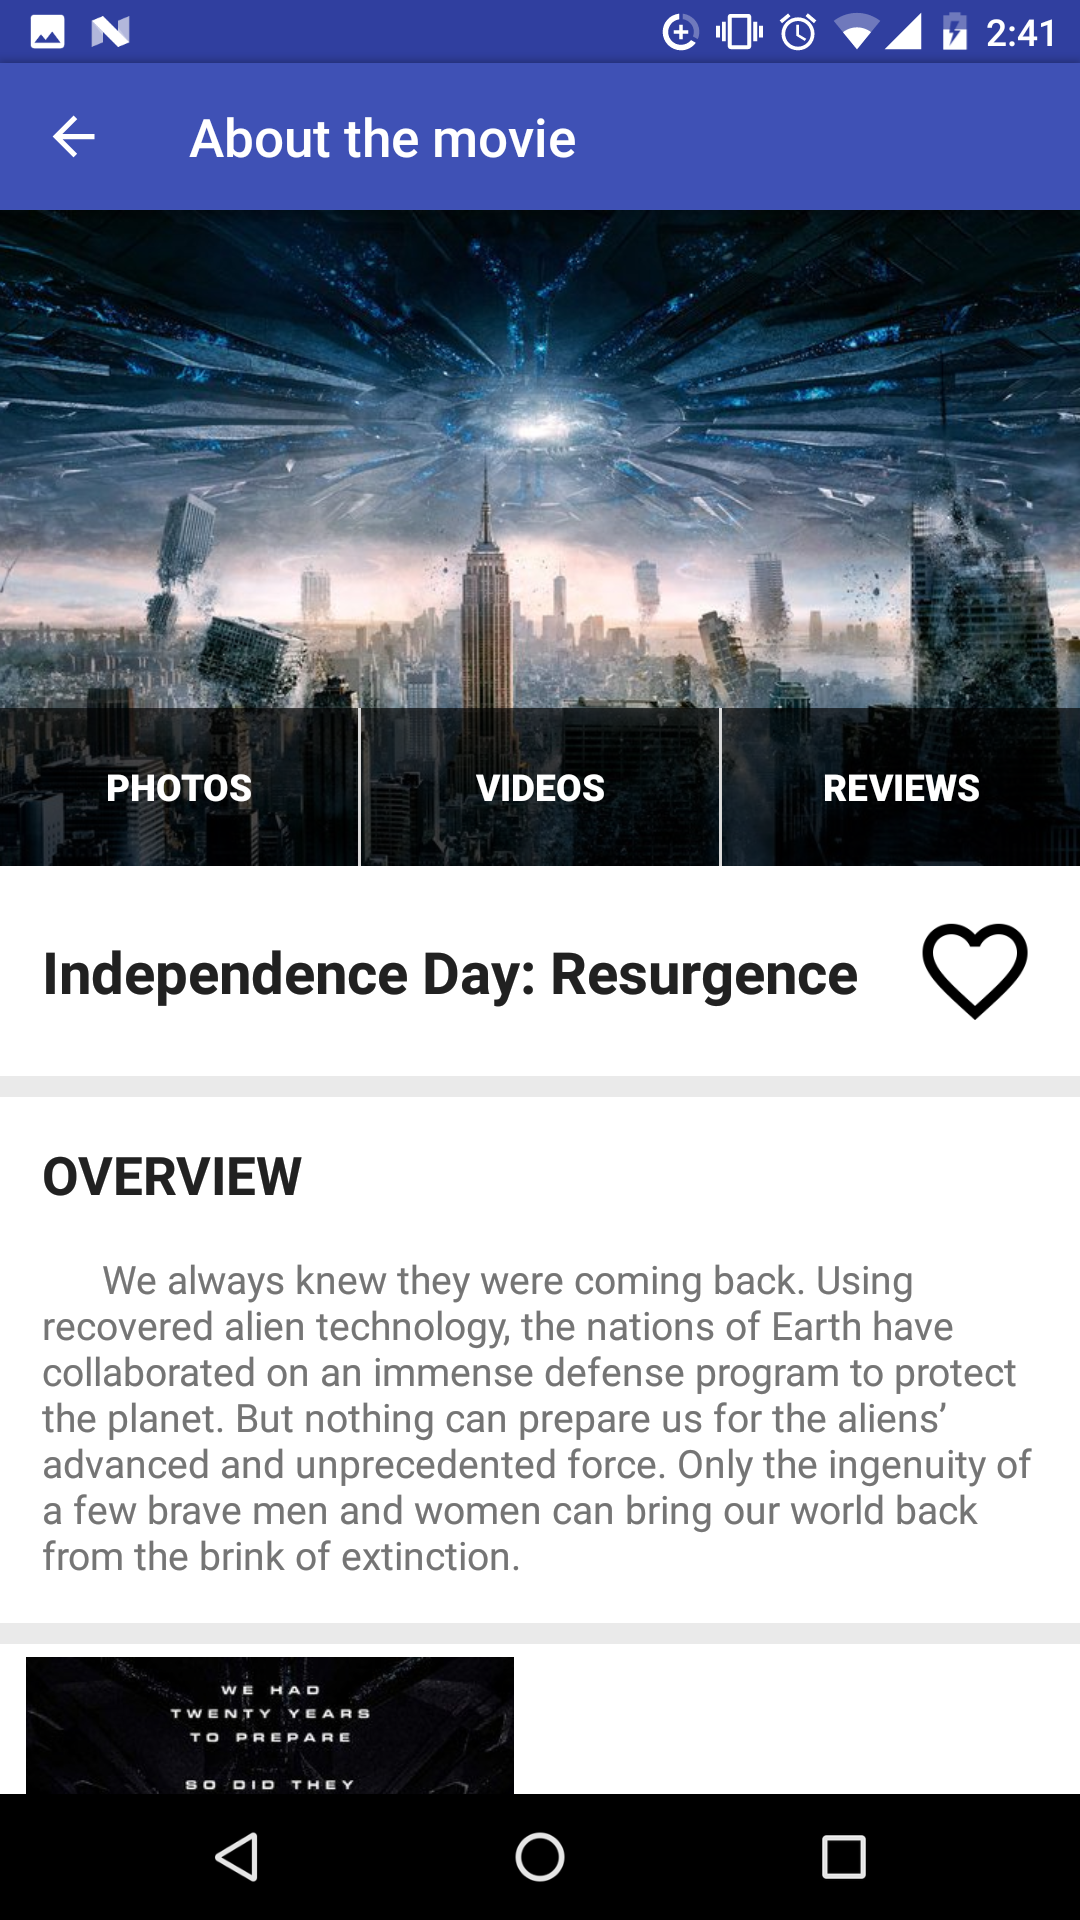 2:41
About the movie
PHOTOS
VIDEOS
REVIEWS
Independence Day: Resurgence
OVERVIEW
We always knew they were coming back. Using
recovered alien technology, the nations of Earth have
collaborated on an immense defense program to protect
the planet. But nothing can prepare us for the aliens’
advanced and unprecedented force. Only the ingenuity of
a few brave men and women can bring our world back
from the brink of extinction.
WE HAD
TWENTY YEARS
TO PREPARE
SO DID THEY